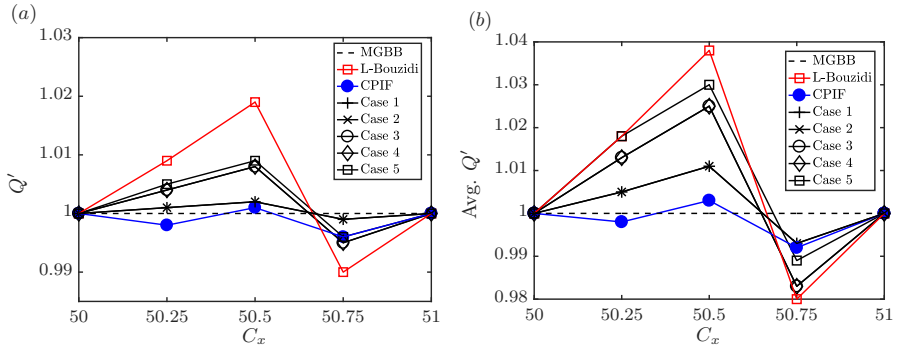 (a)
1.03
1.02
1.01
1
0.99
Q′
50
50.25
50.5
50.75
51
C_x
MGBB
L-Bouzidi
CPIF
Case 1
Case 2
Case 3
Case 4
Case 5
(b)
1.04
1.03
1.02
1.01
1.00
0.99
0.98
Avg. Q′
50
50.25
50.5
50.75
51
C_x
MGBB
L-Bouzidi
CPIF
Case 1
Case 2
Case 3
Case 4
Case 5